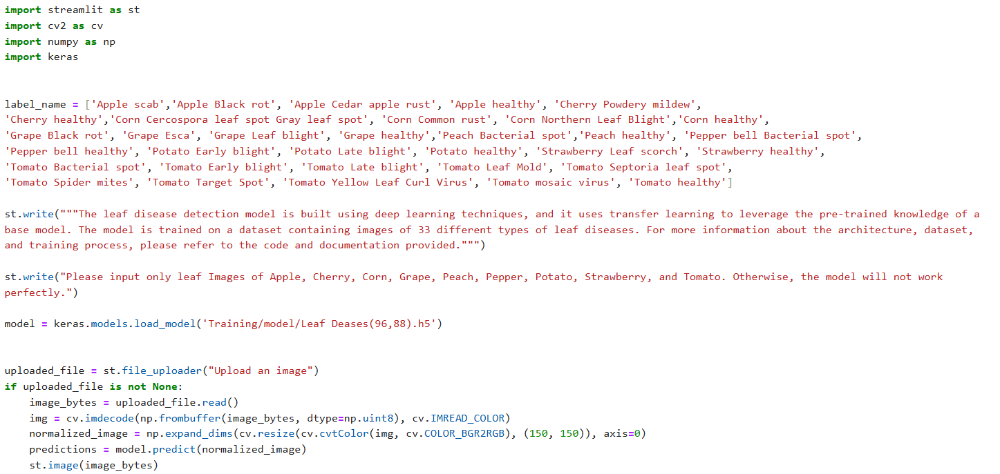 import streamlit as st
import cv2 as cv
import numpy as np
import keras
label_name = ['Apple scab','Apple Black rot', 'Apple Cedar apple rust', 'Apple healthy', 'Cherry Powdery mildew',
'Cherry healthy','Corn Cercospora leaf spot Gray leaf spot', 'Corn Common rust', 'Corn Northern Leaf Blight','Corn healthy',
'Grape Black rot', 'Grape Esca', 'Grape Leaf blight', 'Grape healthy','Peach Bacterial spot','Peach healthy', 'Pepper bell Bacterial spot',
'Pepper bell healthy', 'Potato Early blight', 'Potato Late blight', 'Potato healthy', 'Strawberry Leaf scorch', 'Strawberry healthy',
'Tomato Bacterial spot', 'Tomato Early blight', 'Tomato Late blight', 'Tomato Leaf Mold', 'Tomato Septoria leaf spot',
'Tomato Spider mites', 'Tomato Target Spot', 'Tomato Yellow Leaf Curl Virus', 'Tomato mosaic virus', 'Tomato healthy']
st.write("""The leaf disease detection model is built using deep learning techniques, and it uses transfer learning to leverage the pre-trained knowledge of a
base model. The model is trained on a dataset containing images of 33 different types of leaf diseases. For more information about the architecture, dataset,
and training process, please refer to the code and documentation provided.""")
st.write("Please input only leaf Images of Apple, Cherry, Corn, Grape, Peach, Pepper, Potato, Strawberry, and Tomato. Otherwise, the model will not work
perfectly.")
model = keras.models.load_model('Training/model/Leaf Deases(96,88).h5')
uploaded_file = st.file_uploader("Upload an image")
if uploaded_file is not None:
    image_bytes = uploaded_file.read()
    img = cv.imdecode(np.frombuffer(image_bytes, dtype=np.uint8), cv.IMREAD_COLOR)
    normalized_image = np.expand_dims(cv.resize(cv.cvtColor(img, cv.COLOR_BGR2RGB), (150, 150)), axis=0)
    predictions = model.predict(normalized_image)
    st.image(image_bytes)